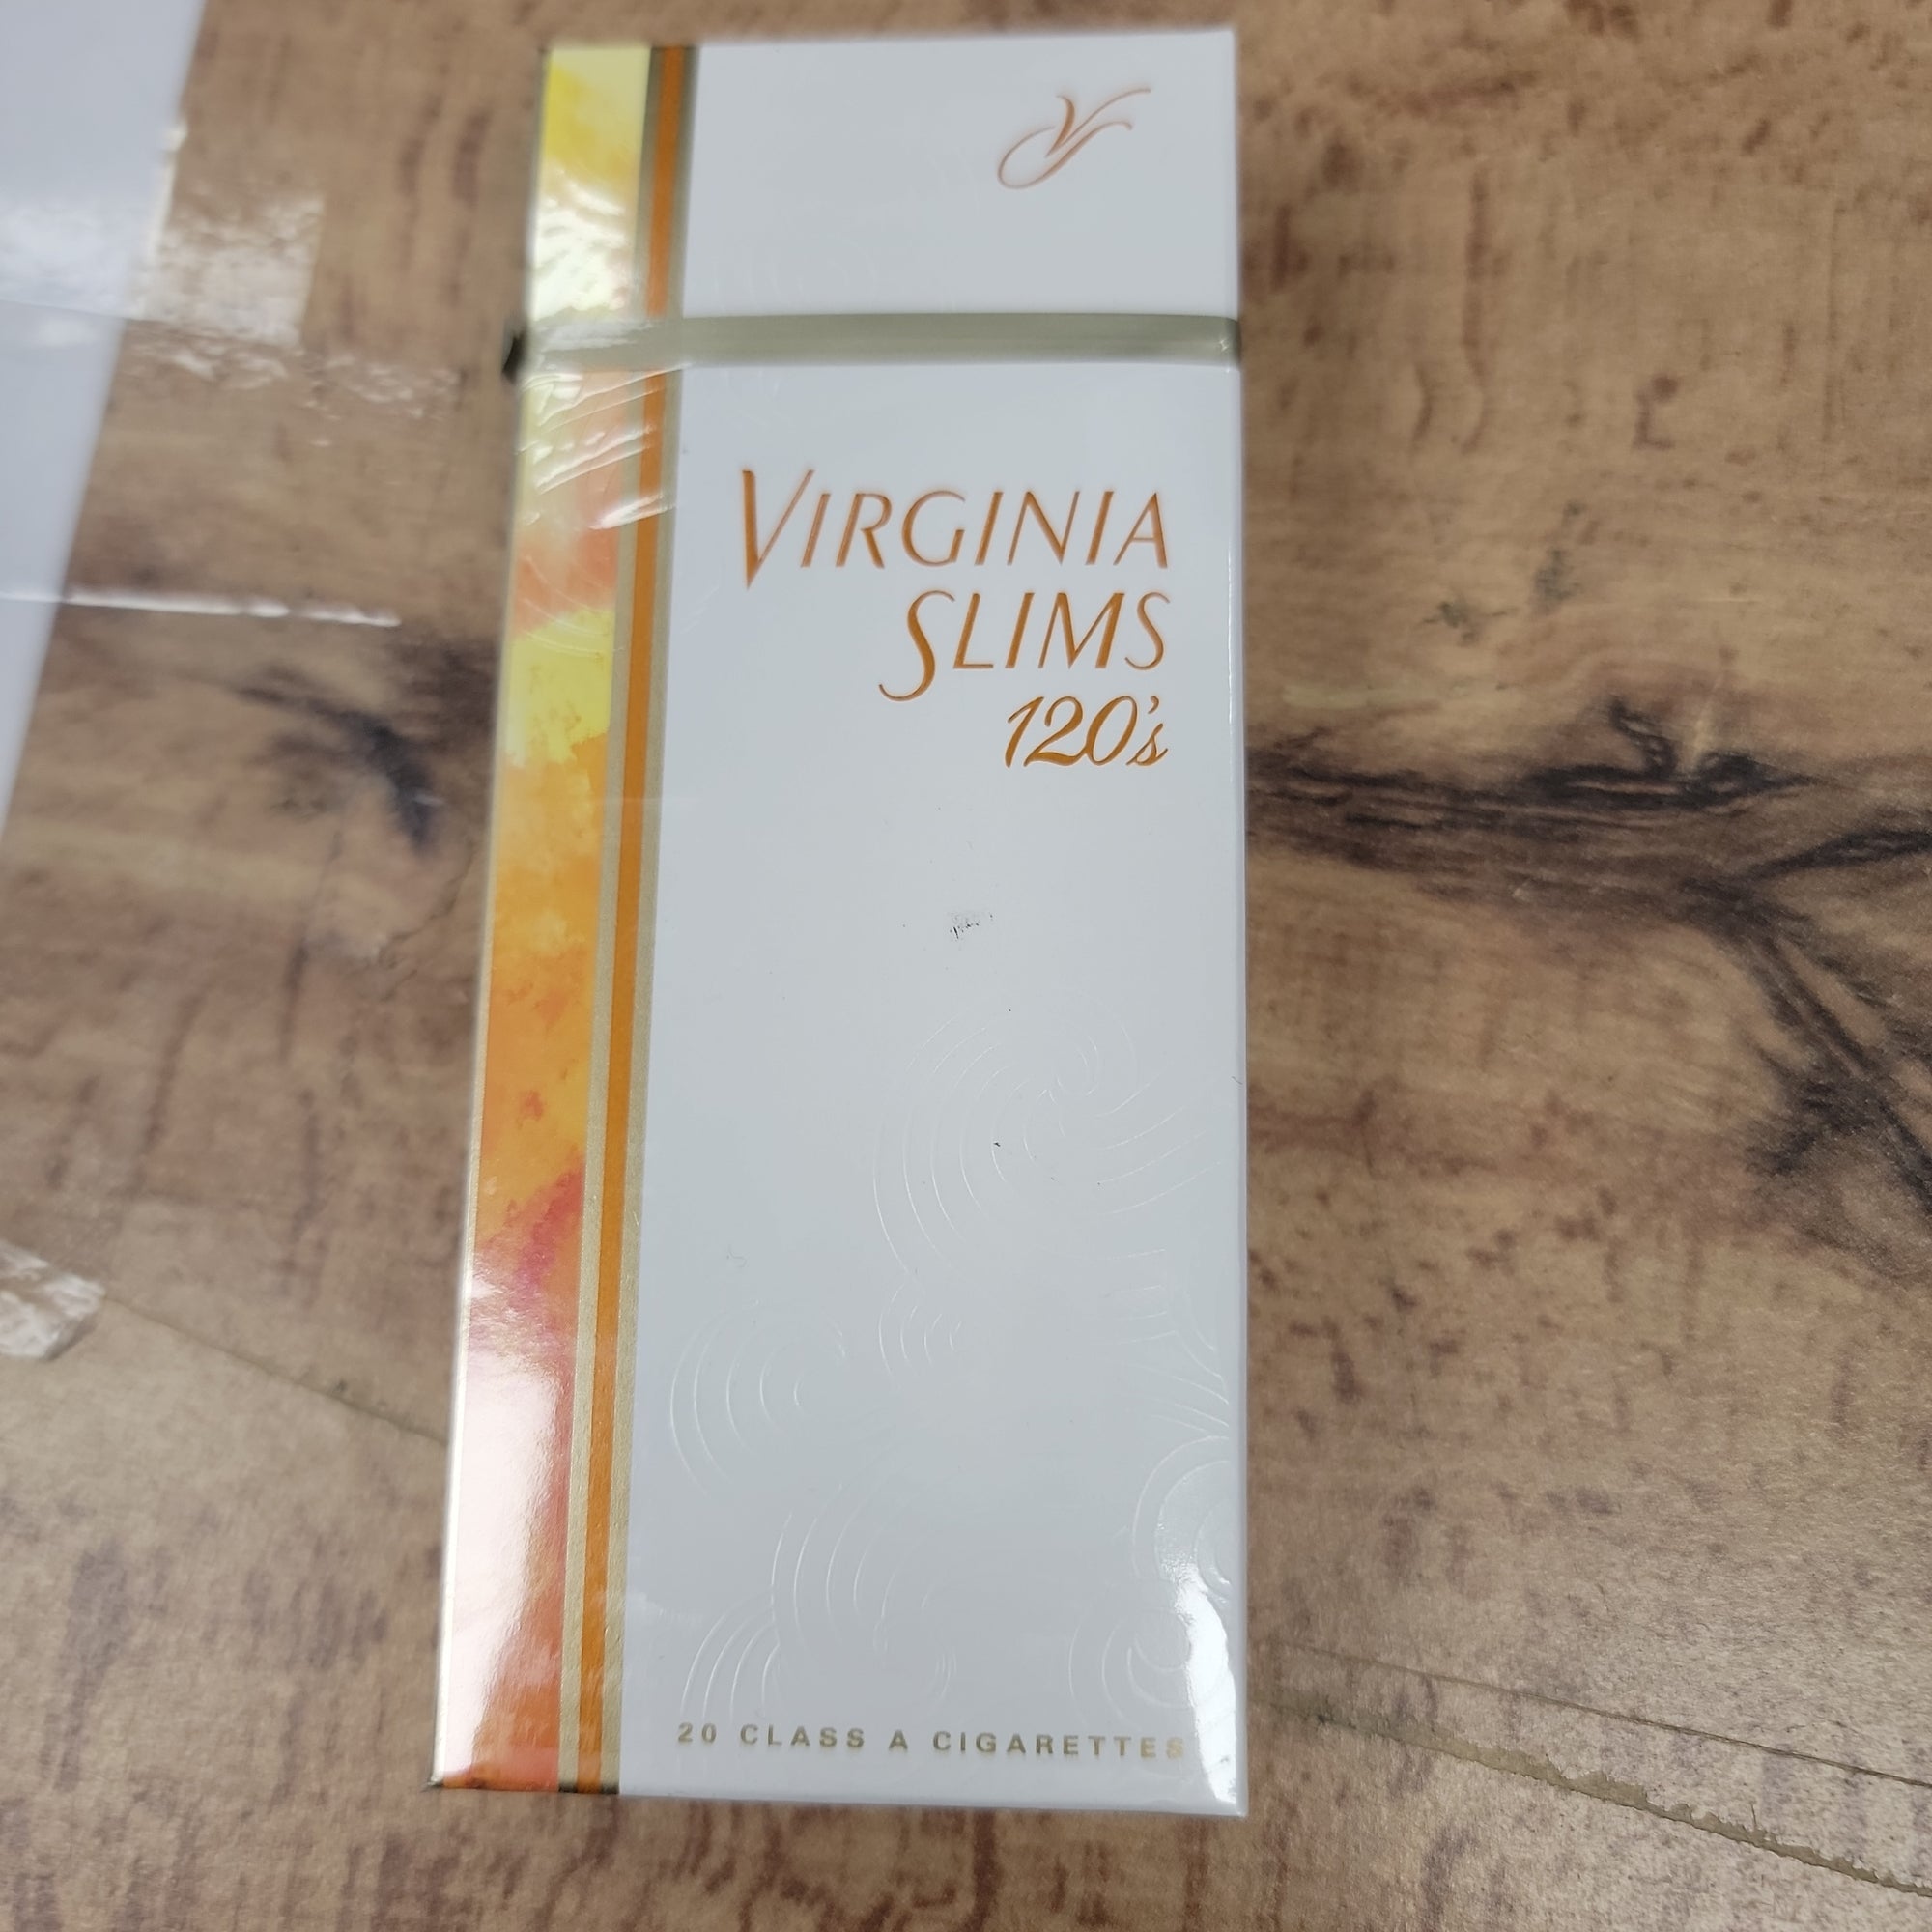 VIRGINIA
SLIMS
120's
20 CLASS A CIGARETTES